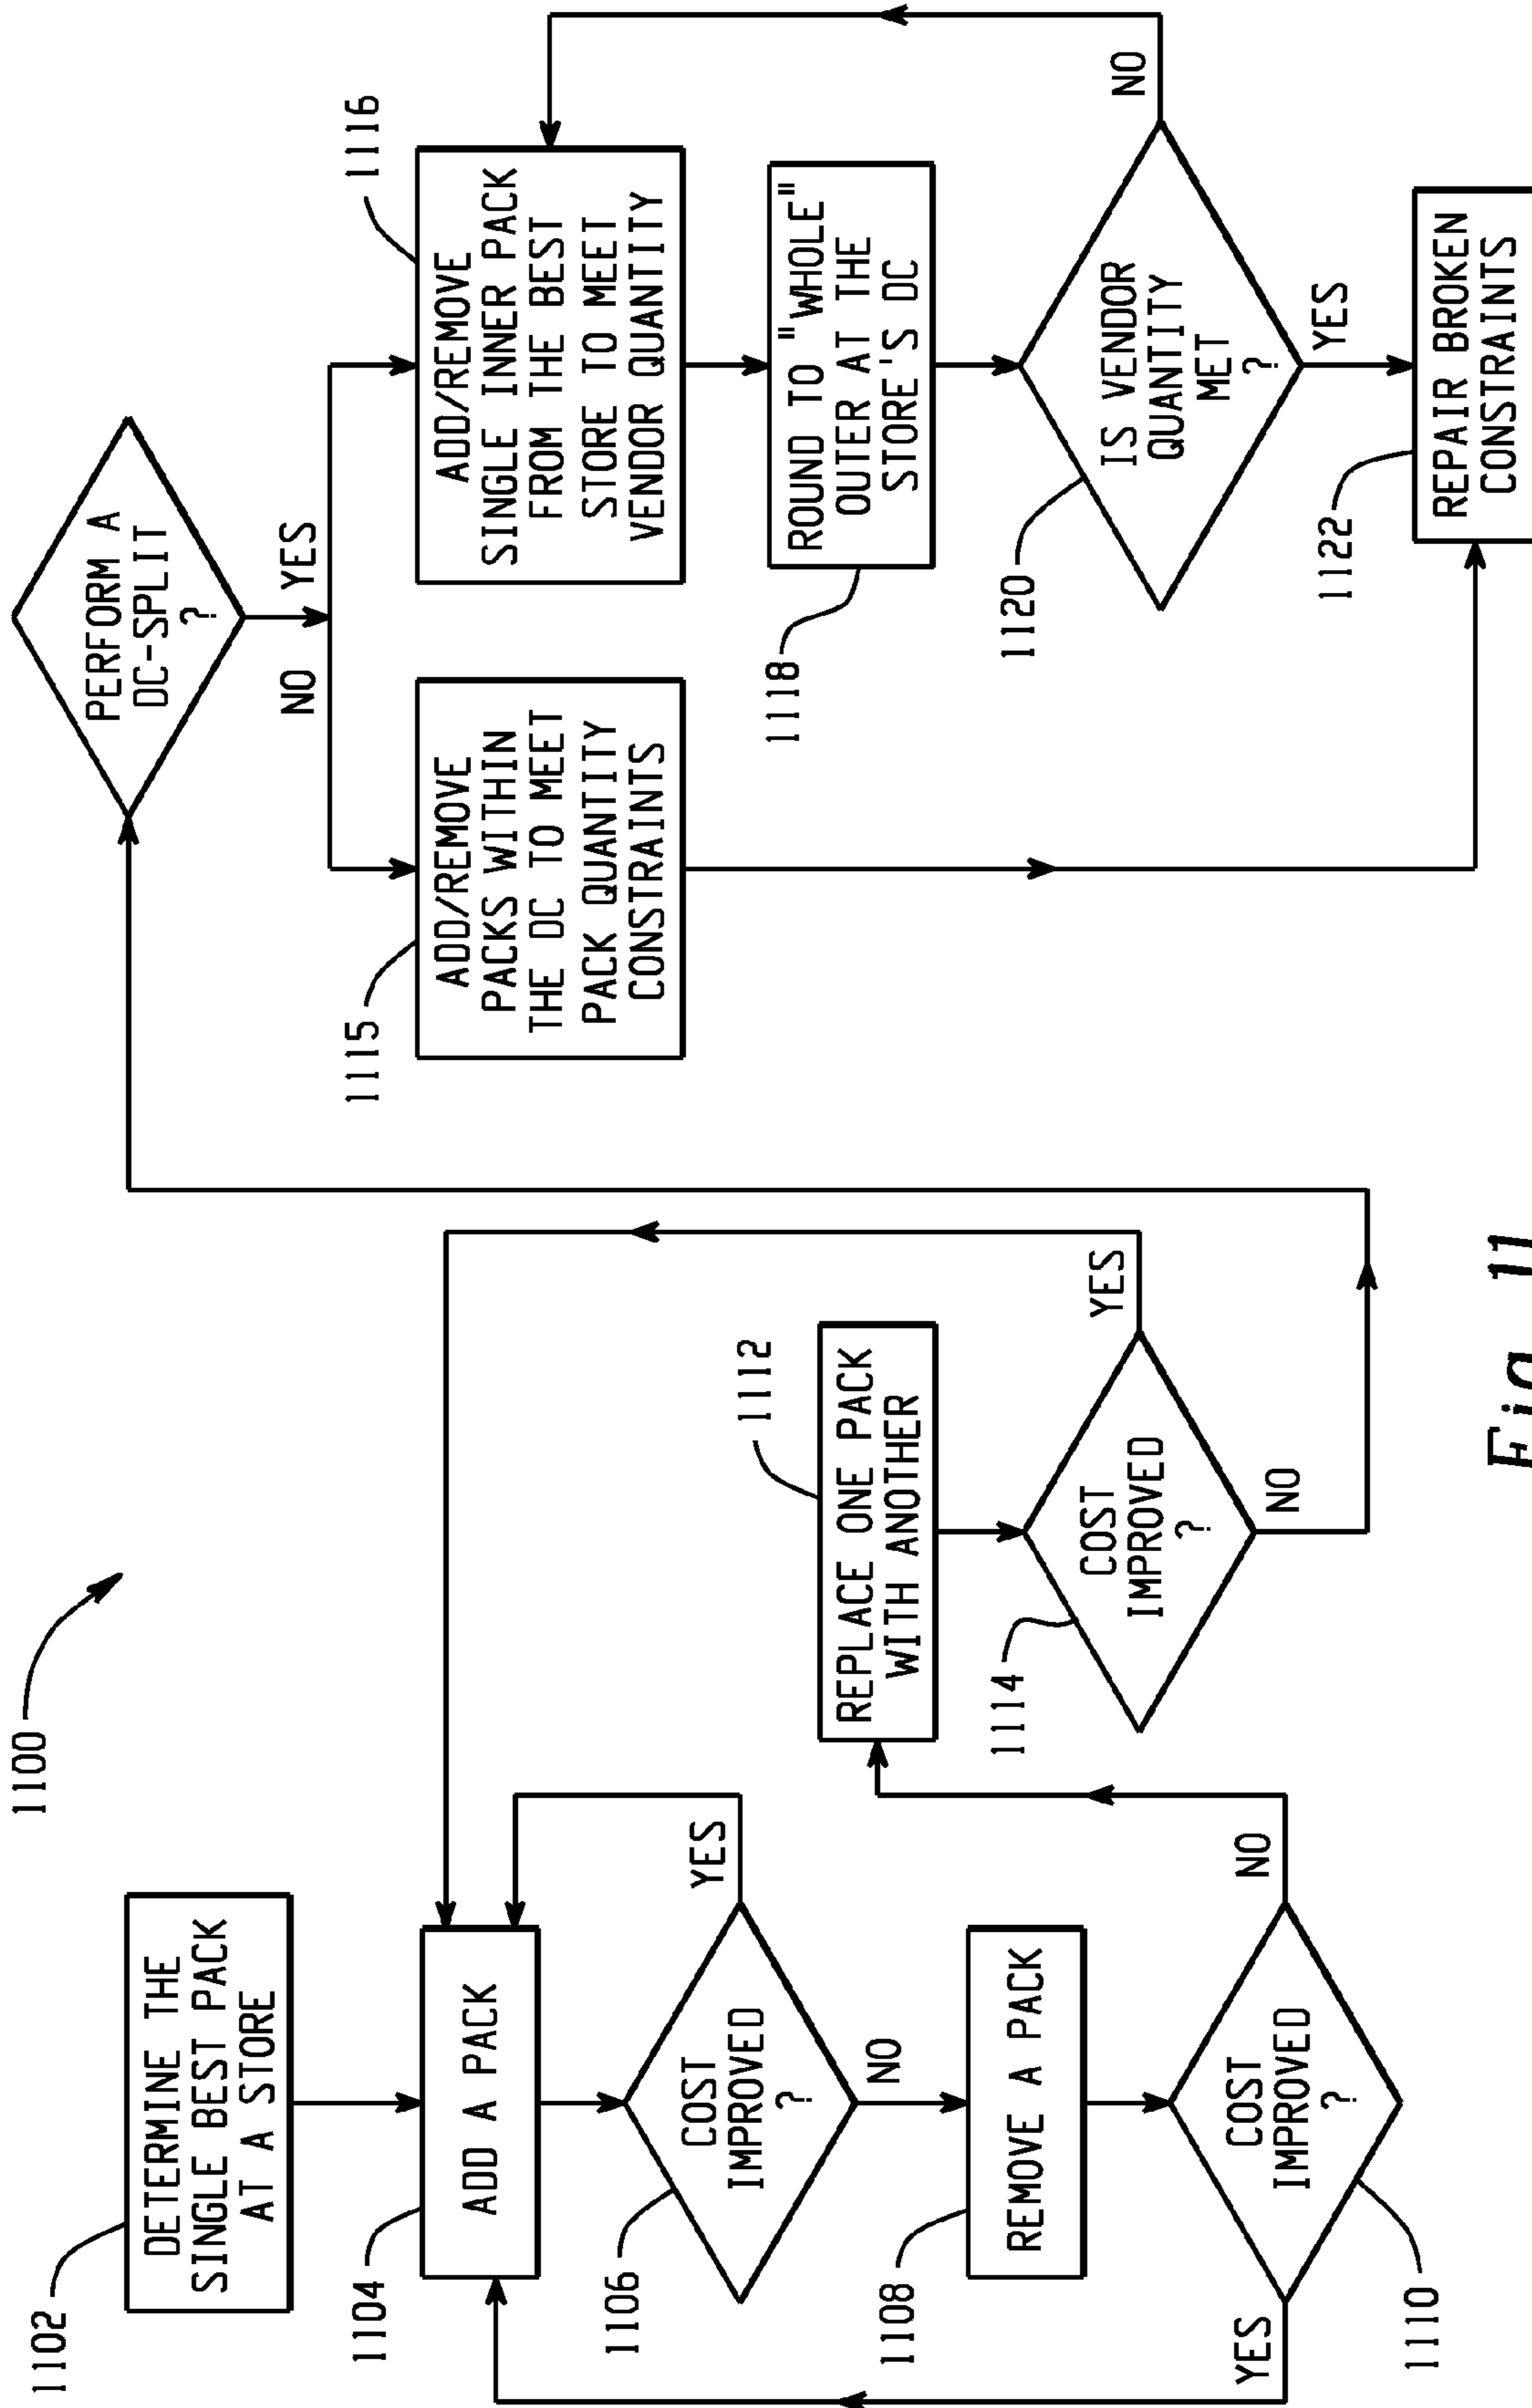 1100
1102
DETERMINE THE
SINGLE BEST PACK
AT A STORE
1104
ADD A PACK
1106
COST
IMPROVED
?
YES
NO
1108
REMOVE A PACK
1110
COST
IMPROVED
?
YES
NO
1112
REPLACE ONE PACK
WITH ANOTHER
1114
COST
IMPROVED
?
YES
NO
PERFORM A
DC-SPLIT
?
NO
YES
1115
ADD/REMOVE
PACKS WITHIN
THE DC TO MEET
PACK QUANTITY
CONSTRAINTS
1116
ADD/REMOVE
SINGLE INNER PACK
FROM THE BEST
STORE TO MEET
VENDOR QUANTITY
1118
ROUND TO "WHOLE"
OUTER AT THE
STORE'S DC
1120
IS VENDOR
QUANTITY
MET
?
NO
YES
1122
REPAIR BROKEN
CONSTRAINTS
Fig. 11